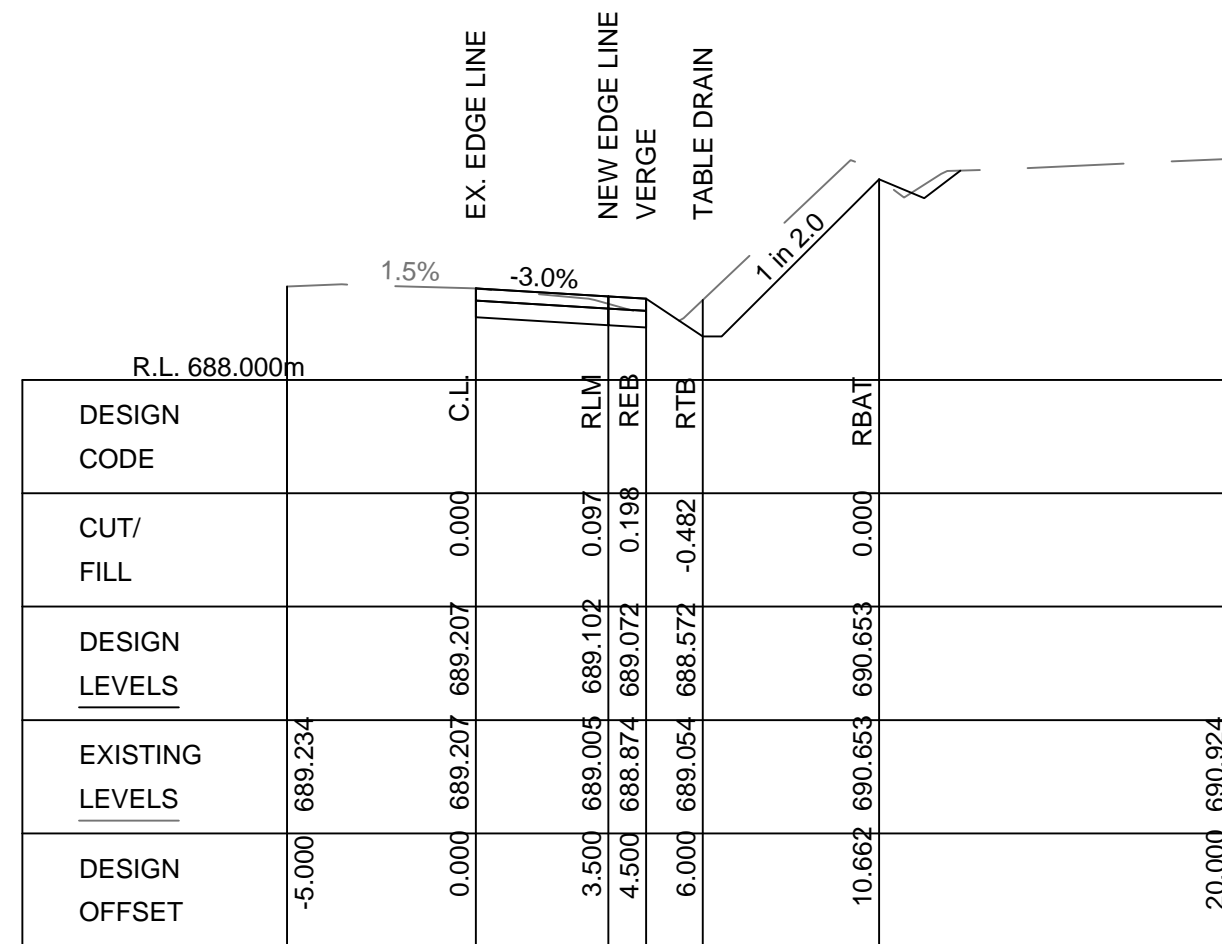 EX. EDGE LINE
NEW EDGE LINE
VERGE
TABLE DRAIN
1.5%
-3.0%
1 in 2.0
R.L. 688.000m
DESIGN
CODE
C.L.
RLM
REB
RTB
RBAT
CUT/
FILL
0.000
0.097
0.198
-0.482
0.000
DESIGN
LEVELS
689.207
689.102
689.072
688.572
690.653
EXISTING
LEVELS
689.234
689.207
689.005
688.874
689.054
690.653
690.924
DESIGN
OFFSET
-5.000
0.000
3.500
4.500
6.000
10.662
20.000